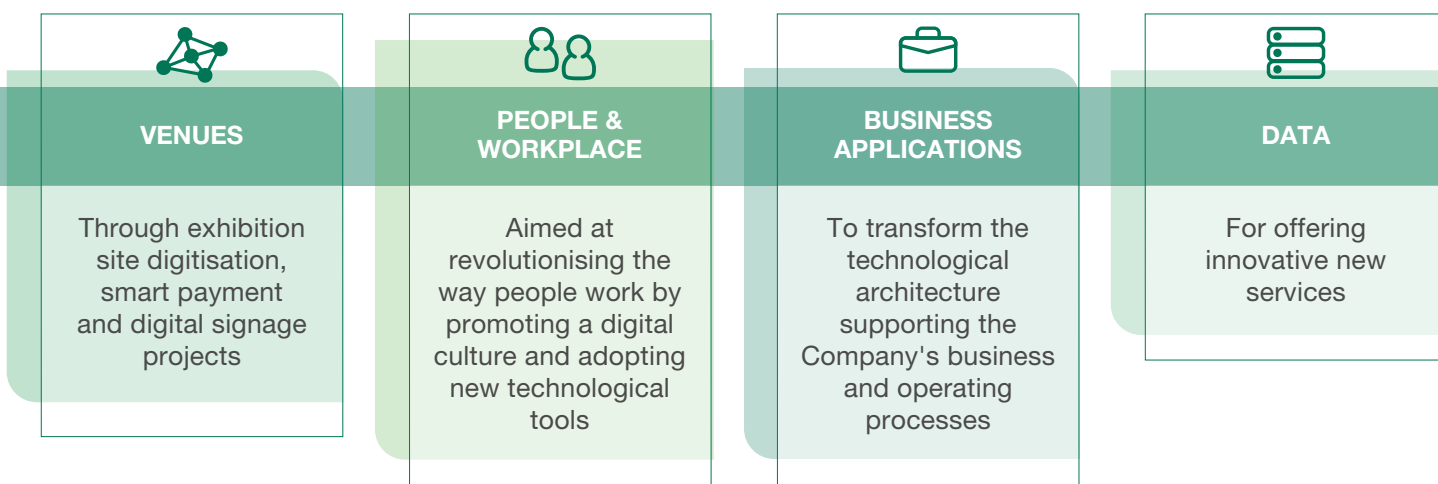 VENUES
Through exhibition
site digitisation,
smart payment
and digital signage
projects
PEOPLE &
WORKPLACE
Aimed at
revolutionising the
way people work by
promoting a digital
culture and adopting
new technological
tools
BUSINESS
APPLICATIONS
To transform the
technological
architecture
supporting the
Company's business
and operating
processes
DATA
For offering
innovative new
services